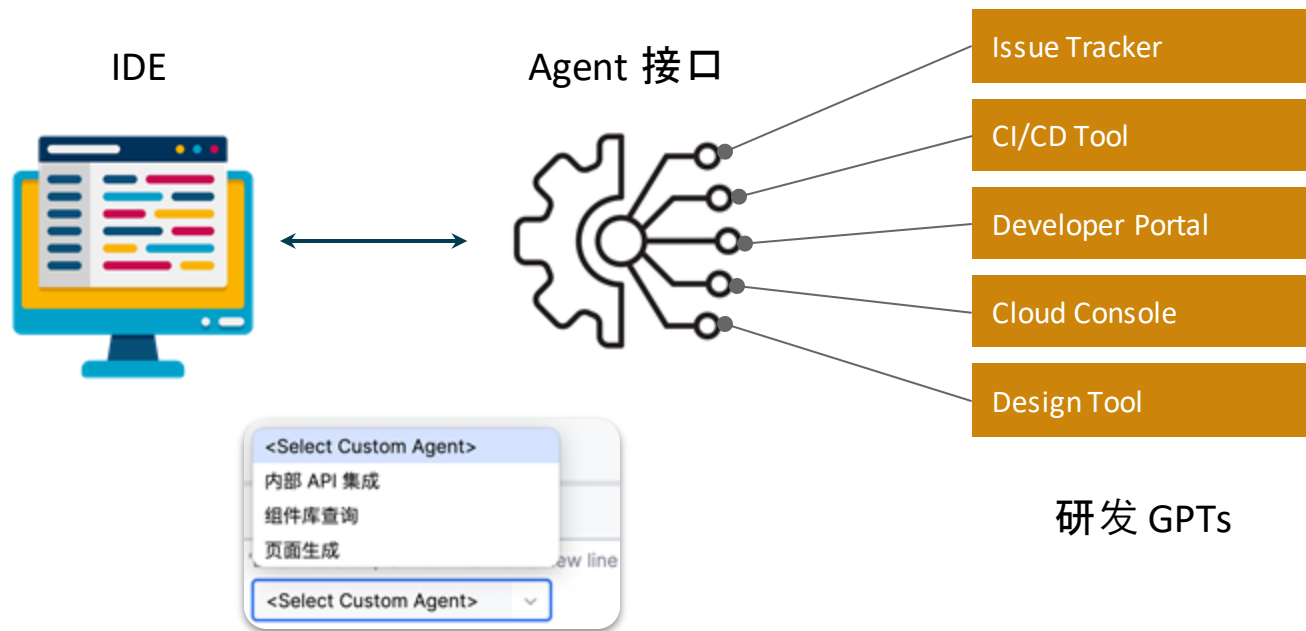 IDE
Agent 接口
Issue Tracker
CI/CD Tool
Developer Portal
Cloud Console
Design Tool
研发 GPTs
<Select Custom Agent>
内部 API 集成
组件库查询
页面生成
ew line
<Select Custom Agent>